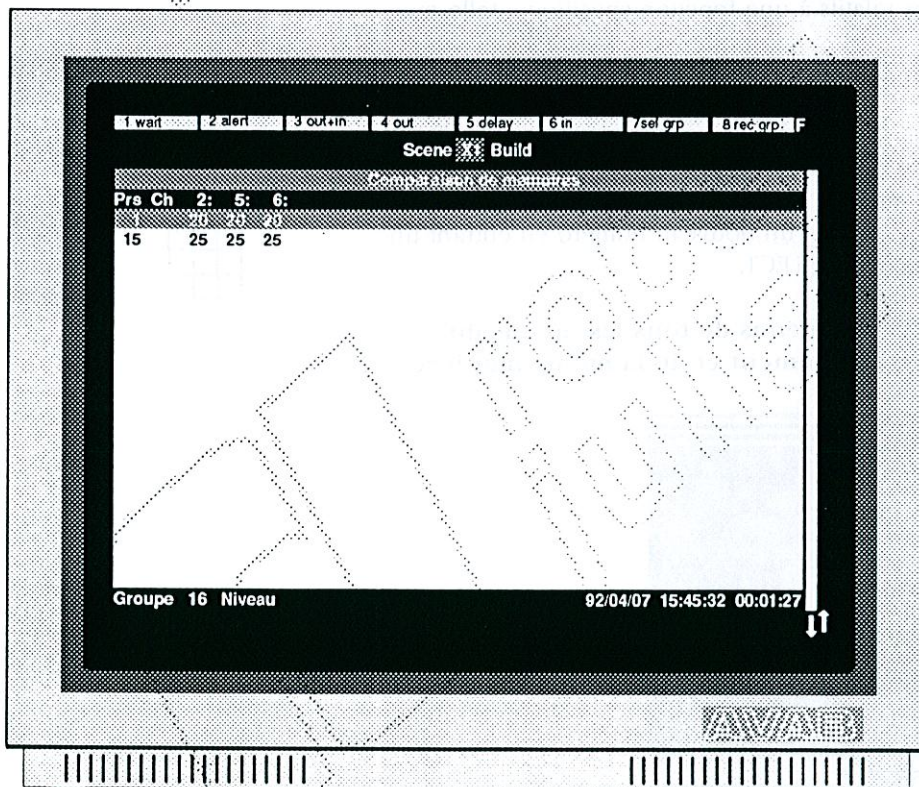 1 wait 2 alert 3 out+in 4 out 5 delay 6 in 7sel grp 8 rec grp: F
Scene X‡ Build
Comparaison de memoires
Prs Ch 2: 5: 6:
1 20 20 20
15 25 25 25
Groupe 16 Niveau 92/04/07 15:45:32 00:01:27
AVAB